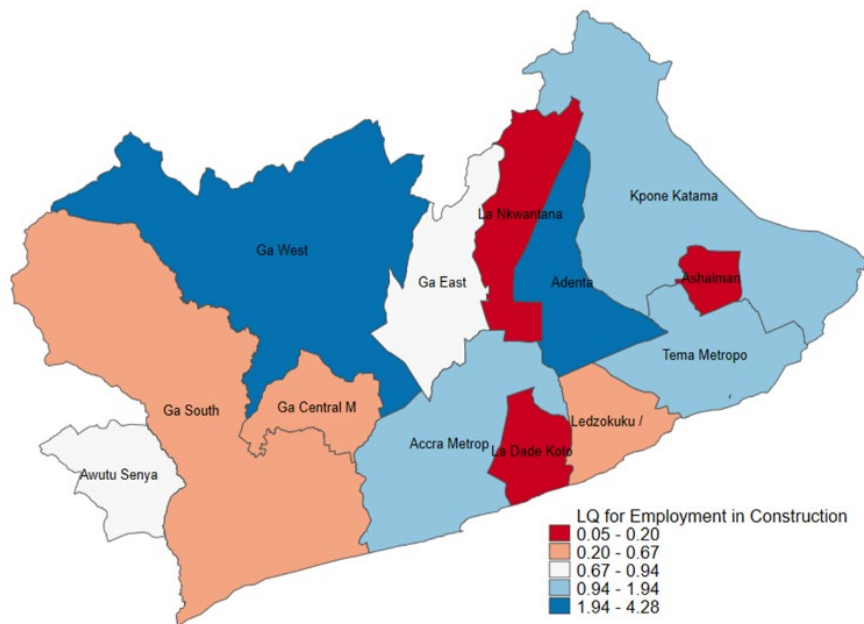 Kpone Katama
La Nkwantana
Ga West
Ashaiman
Ga East
Adenta
Tema Metropo
Ga South
Ga Central M
Ledzokuku /
Accra Metrop
La Dade Koto
Awutu Senya
LQ for Employment in Construction
0.05 - 0.20
0.20 - 0.67
0.67 - 0.94
0.94 - 1.94
1.94 - 4.28